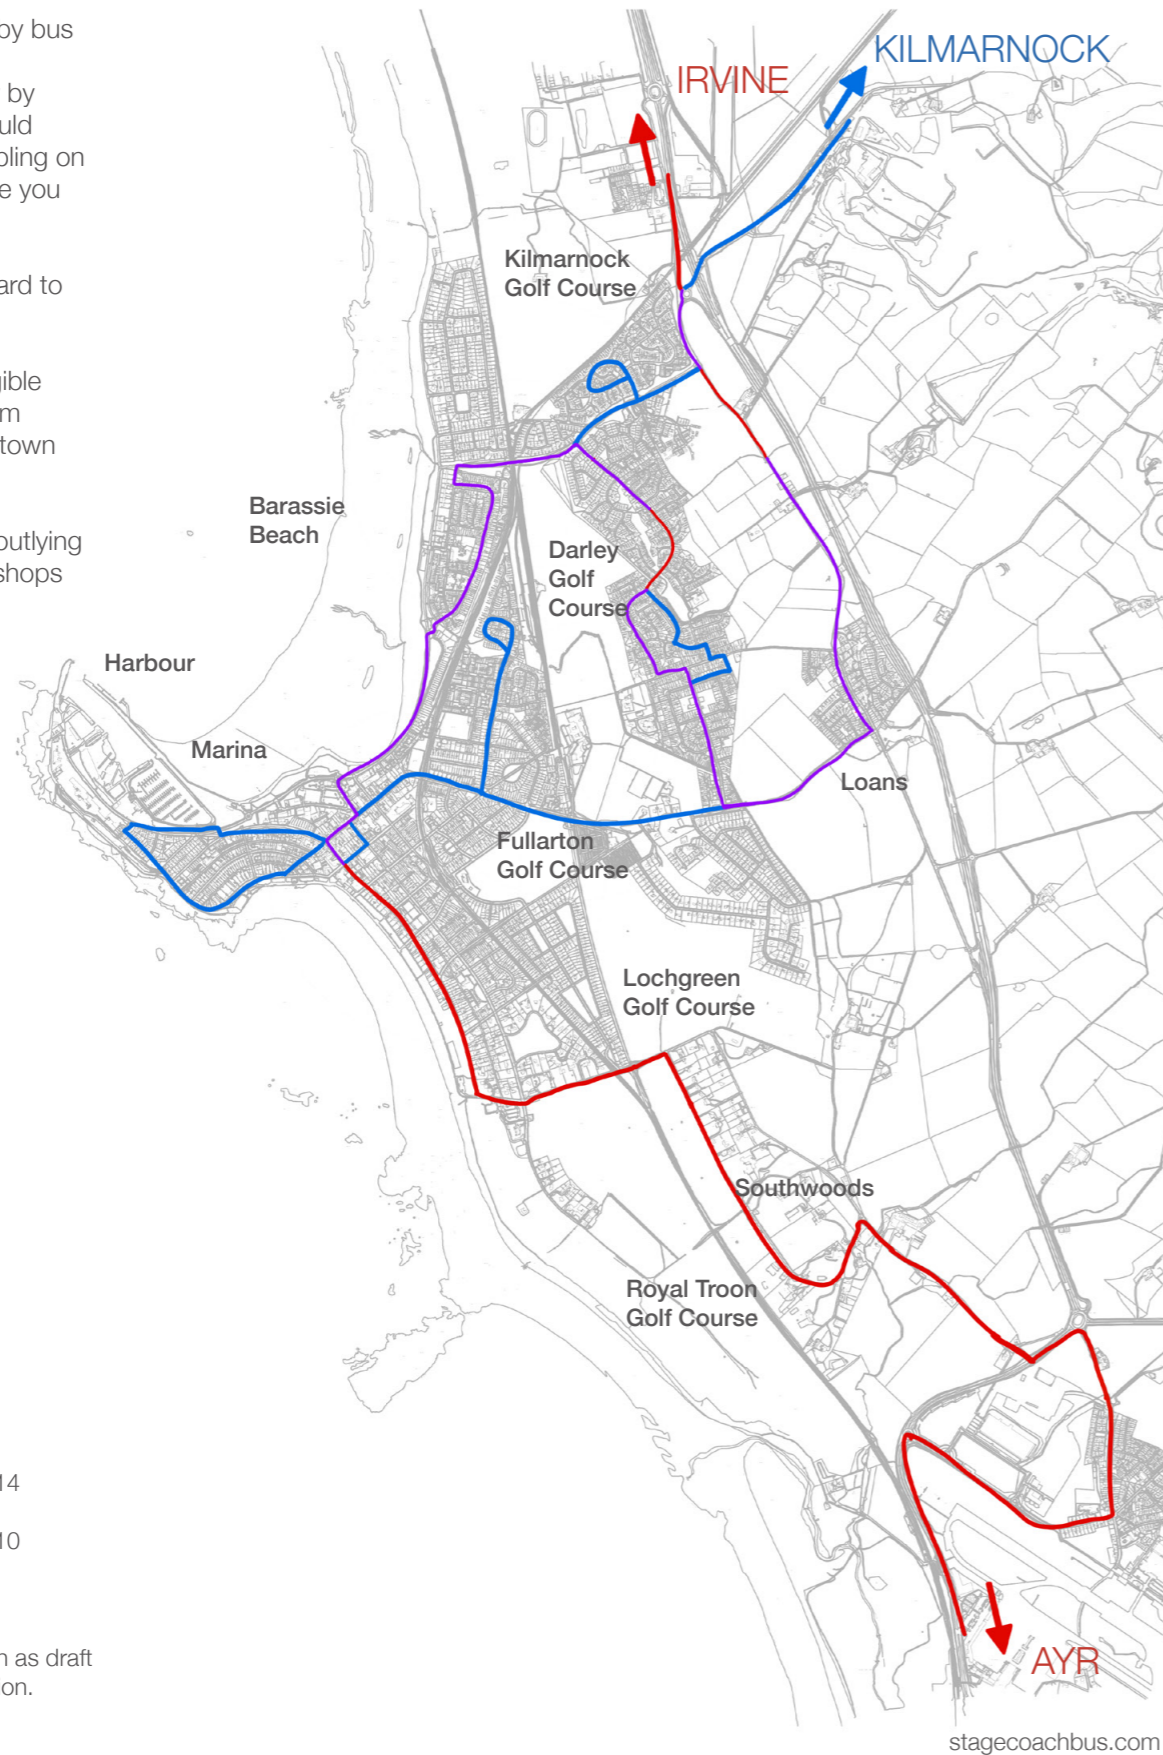 by bus
by
uld
bling on
e you
ard to
gible
m
town
outlying
shops
14
10
n as draft
ion.
KILMARNOCK
IRVINE
Kilmarnock
Golf Course
Barassie
Beach
Darley
Golf
Course
Harbour
Marina
Loans
Fullarton
Golf Course
Lochgreen
Golf Course
Southwoods
Royal Troon
Golf Course
AYR
stagecoachbus.com